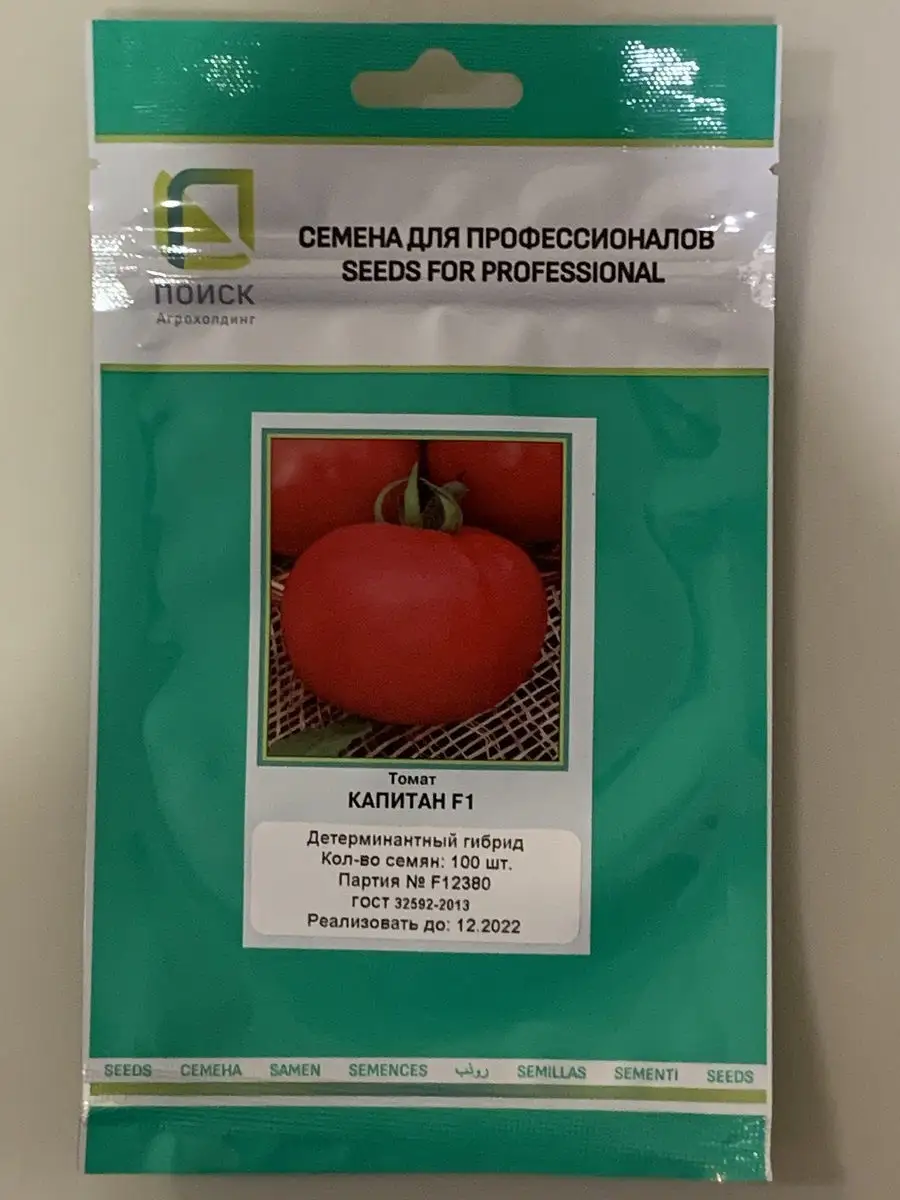 ПОИСК
Агрохолдинг
СЕМЕНА ДЛЯ ПРОФЕССИОНАЛОВ
SEEDS FOR PROFESSIONAL
Томат
КАПИТАН F1
Детерминантный гибрид
Кол-во семян: 100 шт.
Партия № F12380
ГОСТ 32592-2013
Реализовать до: 12.2022
SEEDS СЕМЕНА SAMEN SEMENCES SEMILLAS SEMENTI SEEDS